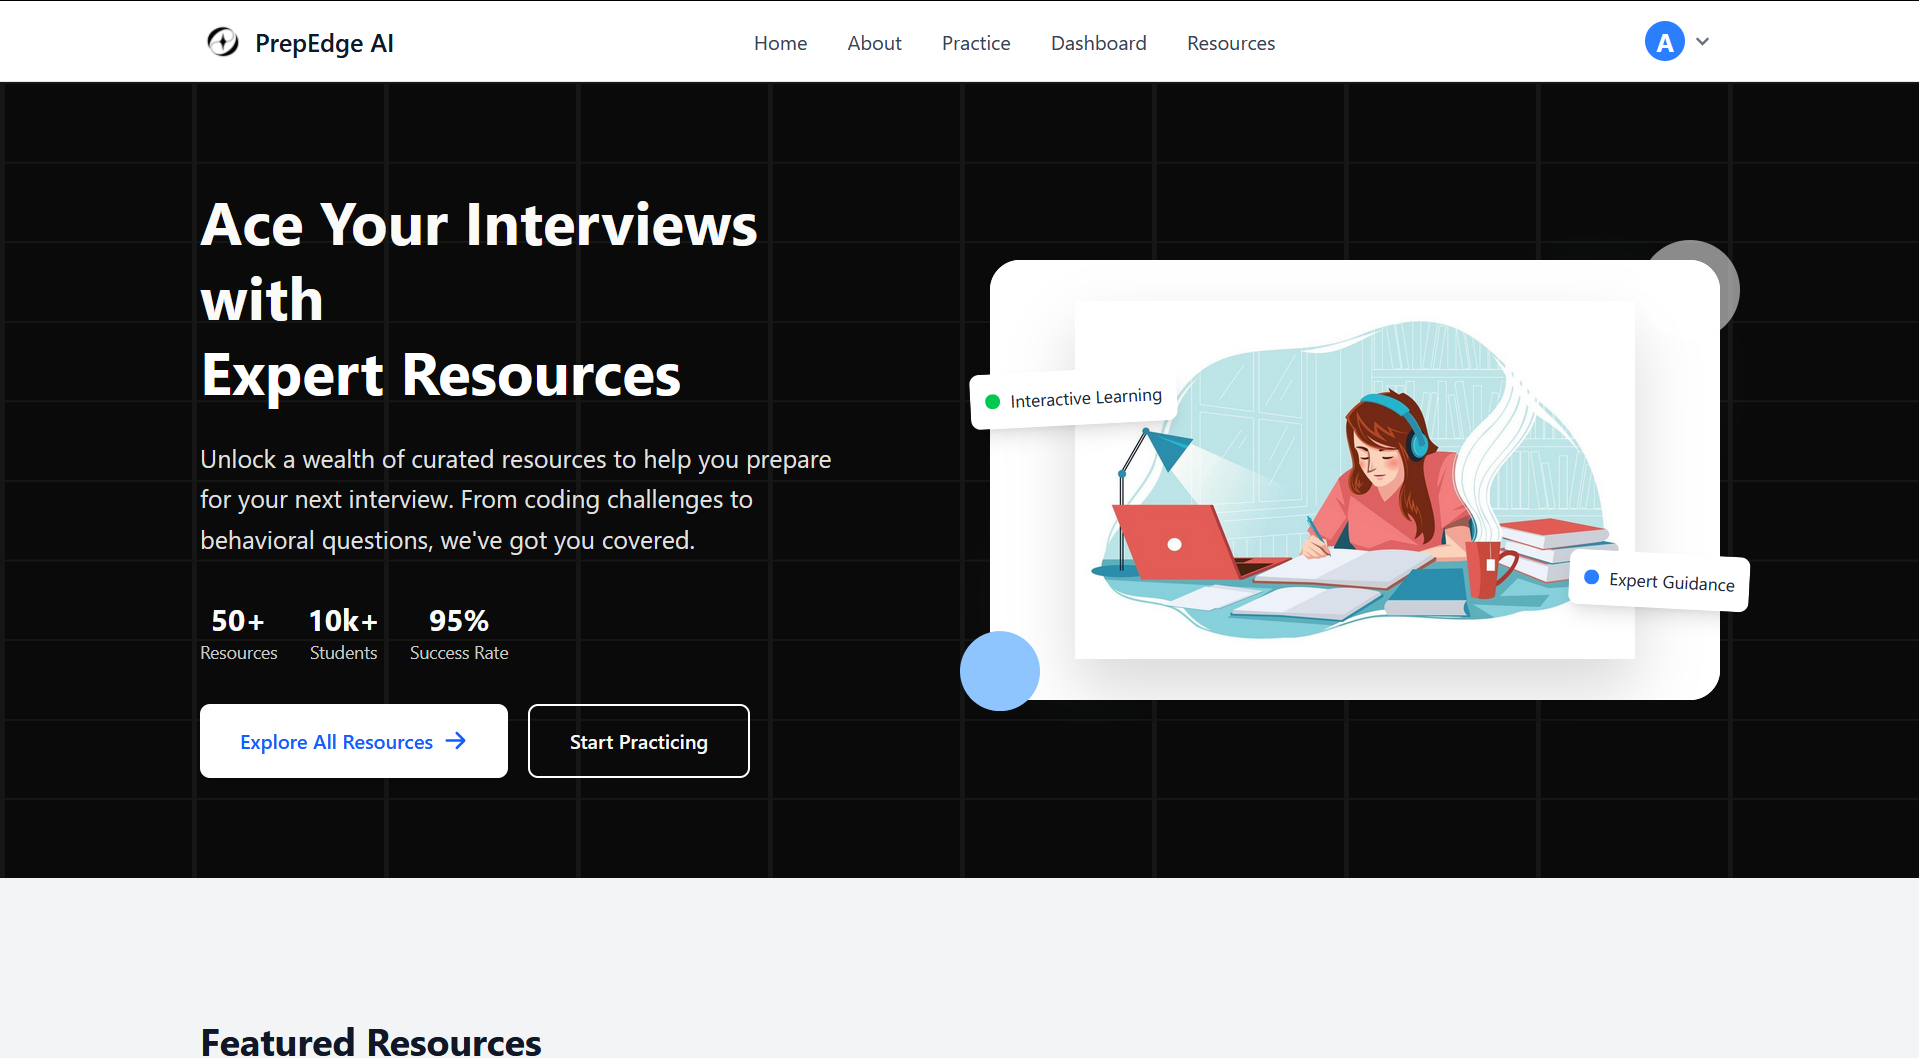 PrepEdge AI
Home
About
Practice
Dashboard
Resources
A
Ace Your Interviews
with
Expert Resources
Unlock a wealth of curated resources to help you prepare
for your next interview. From coding challenges to
behavioral questions, we've got you covered.
50+
Resources
10k+
Students
95%
Success Rate
Explore All Resources
Start Practicing
Interactive Learning
Expert Guidance
Featured Resources